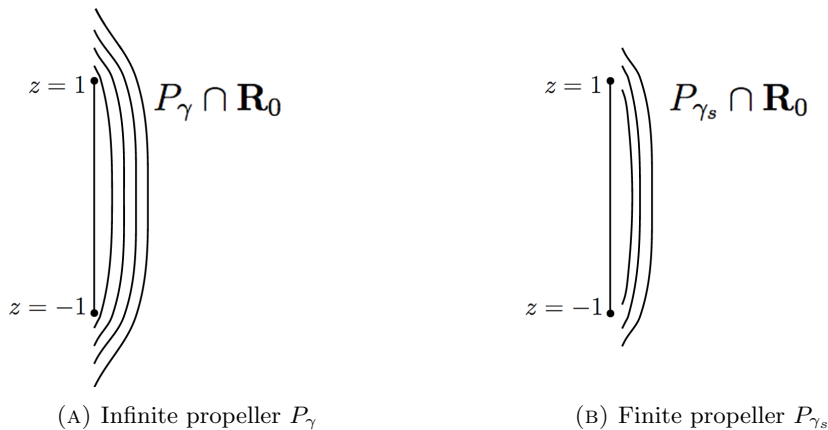 z = 1
P_γ ∩ R_0
z = −1
(A) Infinite propeller P_γ
z = 1
P_{γ_s} ∩ R_0
z = −1
(B) Finite propeller P_{γ_s}